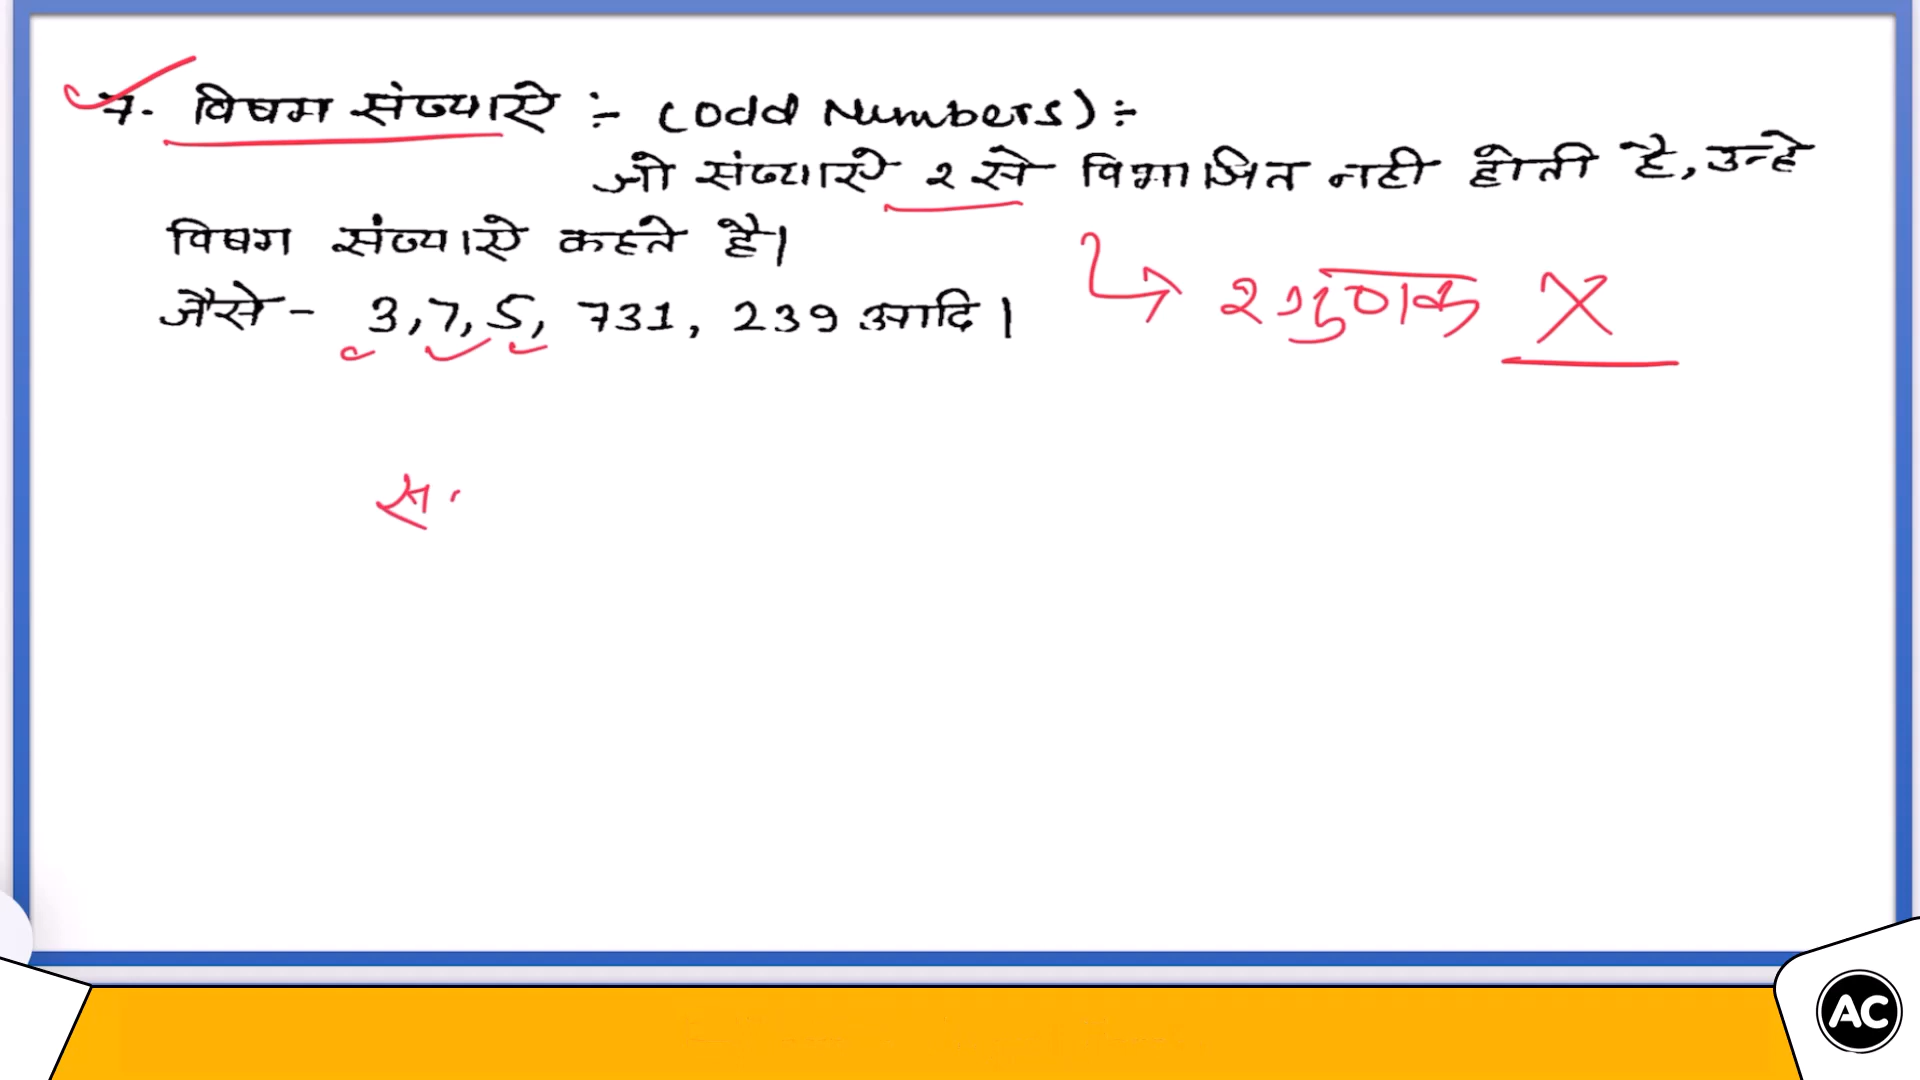 7. विषम संख्याऐ :- (Odd Numbers) :-
जो संख्याऐ 2 से विभाजित नही होती है, उन्हे
विषम संख्याऐ कहते है।
जैसे - 3, 7, 5, 731, 239 आदि।
2 गुणक X
स
AC